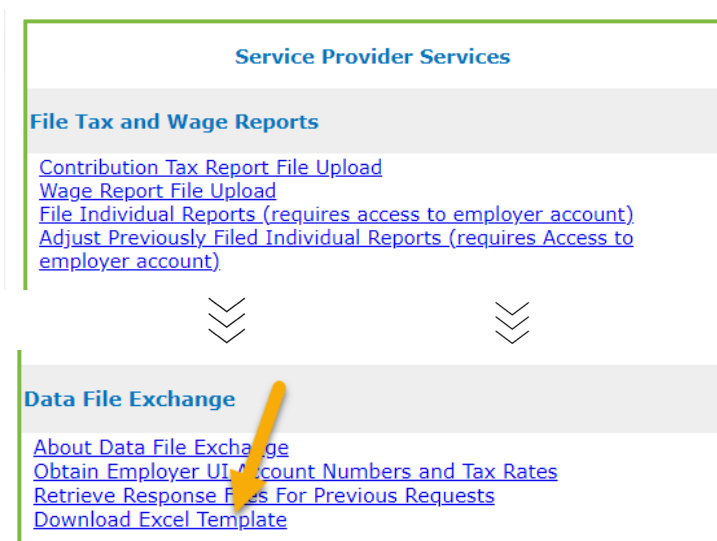 Service Provider Services
File Tax and Wage Reports
Contribution Tax Report File Upload
Wage Report File Upload
File Individual Reports (requires access to employer account)
Adjust Previously Filed Individual Reports (requires Access to
employer account)
Data File Exchange
About Data File Exchange
Obtain Employer UI Account Numbers and Tax Rates
Retrieve Response Files For Previous Requests
Download Excel Template